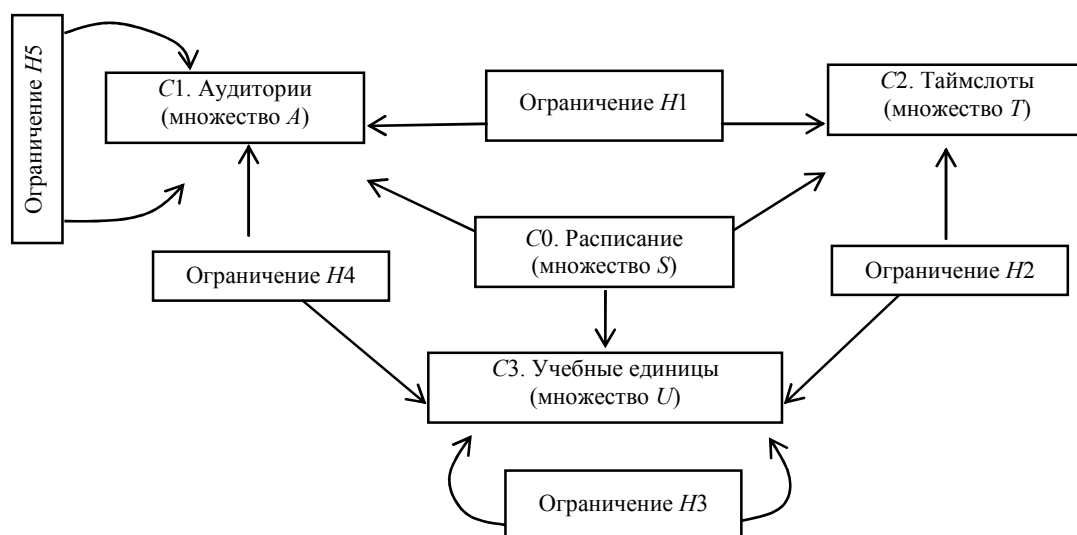 Ограничение H5
C1. Аудитории
(множество A)
Ограничение H1
C2. Таймслоты
(множество T)
C0. Расписание
(множество S)
Ограничение H4
Ограничение H2
C3. Учебные единицы
(множество U)
Ограничение H3